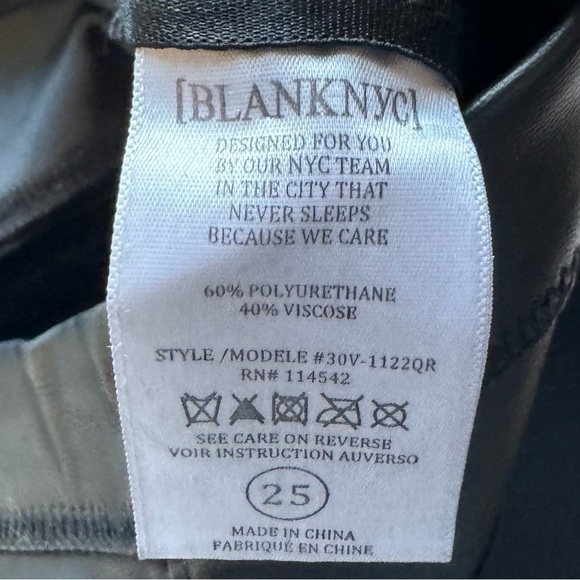 [BLANKNYC]
DESIGNED FOR YOU
BY OUR NYC TEAM
IN THE CITY THAT
NEVER SLEEPS
BECAUSE WE CARE
60% POLYURETHANE
40% VISCOSE
STYLE /MODELE #30V-1122QR
RN# 114542
SEE CARE ON REVERSE
VOIR INSTRUCTION AUVERSO
25
MADE IN CHINA
FABRIQUÉ EN CHINE